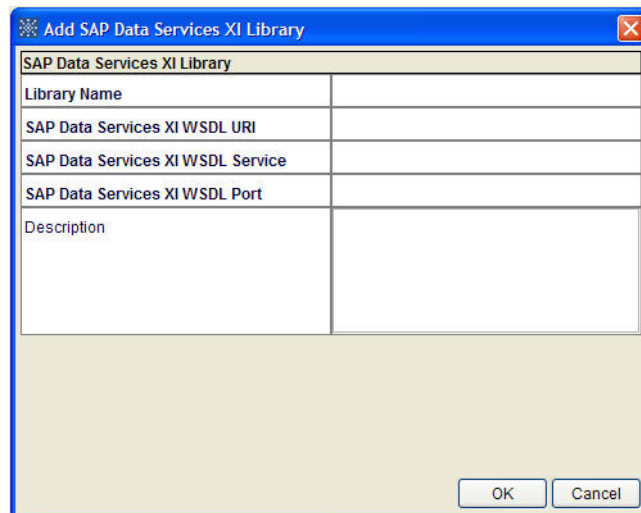 Add SAP Data Services XI Library
SAP Data Services XI Library
Library Name
SAP Data Services XI WSDL URI
SAP Data Services XI WSDL Service
SAP Data Services XI WSDL Port
Description
OK
Cancel